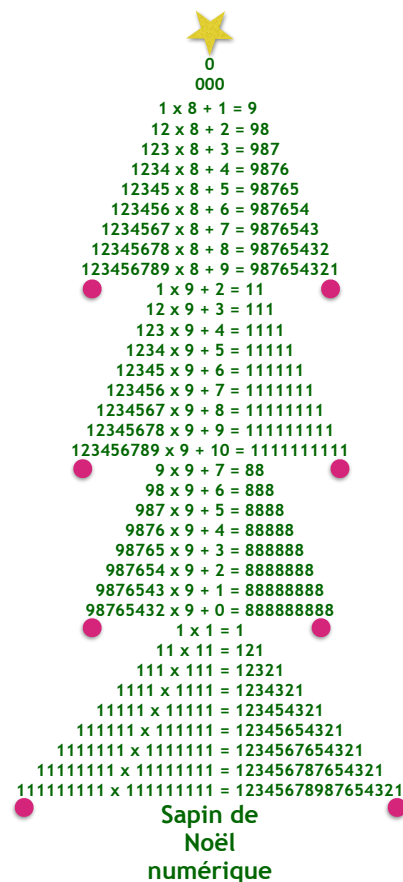 0
000
1 x 8 + 1 = 9
12 x 8 + 2 = 98
123 x 8 + 3 = 987
1234 x 8 + 4 = 9876
12345 x 8 + 5 = 98765
123456 x 8 + 6 = 987654
1234567 x 8 + 7 = 9876543
12345678 x 8 + 8 = 98765432
123456789 x 8 + 9 = 987654321
1 x 9 + 2 = 11
12 x 9 + 3 = 111
123 x 9 + 4 = 1111
1234 x 9 + 5 = 11111
12345 x 9 + 6 = 111111
123456 x 9 + 7 = 1111111
1234567 x 9 + 8 = 11111111
12345678 x 9 + 9 = 111111111
123456789 x 9 + 10 = 1111111111
9 x 9 + 7 = 88
98 x 9 + 6 = 888
987 x 9 + 5 = 8888
9876 x 9 + 4 = 88888
98765 x 9 + 3 = 888888
987654 x 9 + 2 = 8888888
9876543 x 9 + 1 = 88888888
98765432 x 9 + 0 = 888888888
1 x 1 = 1
11 x 11 = 121
111 x 111 = 12321
1111 x 1111 = 1234321
11111 x 11111 = 123454321
111111 x 111111 = 12345654321
1111111 x 1111111 = 1234567654321
11111111 x 11111111 = 123456787654321
111111111 x 111111111 = 12345678987654321
Sapin de
Noël
numérique